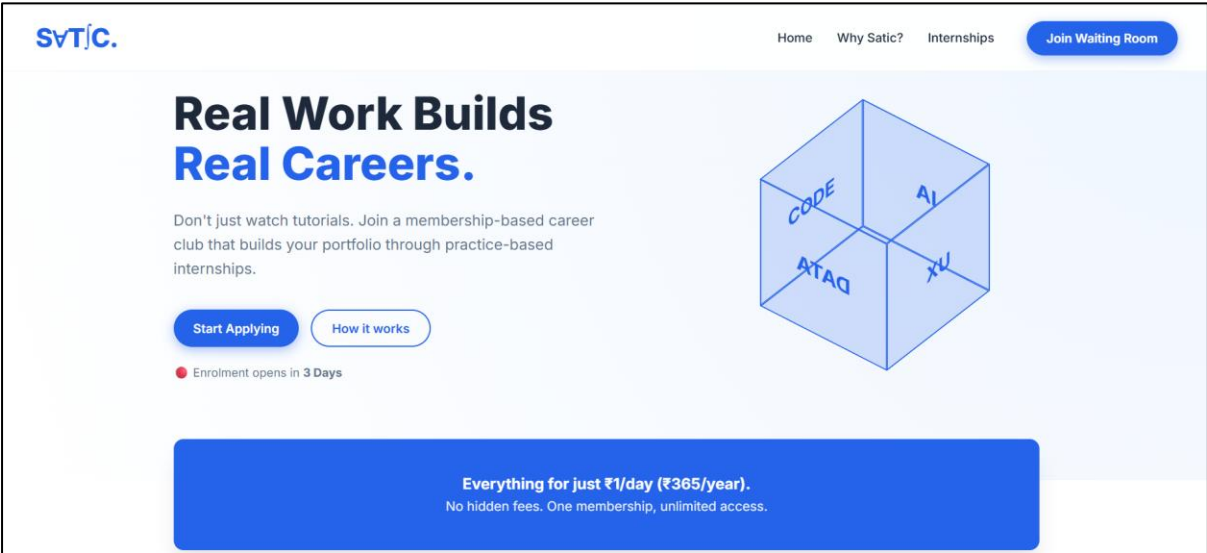 S∀T∫C.
Home Why Satic? Internships Join Waiting Room
Real Work Builds
Real Careers.
Don't just watch tutorials. Join a membership-based career
club that builds your portfolio through practice-based
internships.
Start Applying How it works
Enrolment opens in 3 Days
CODE
AI
DATA
UX
Everything for just ₹1/day (₹365/year).
No hidden fees. One membership, unlimited access.